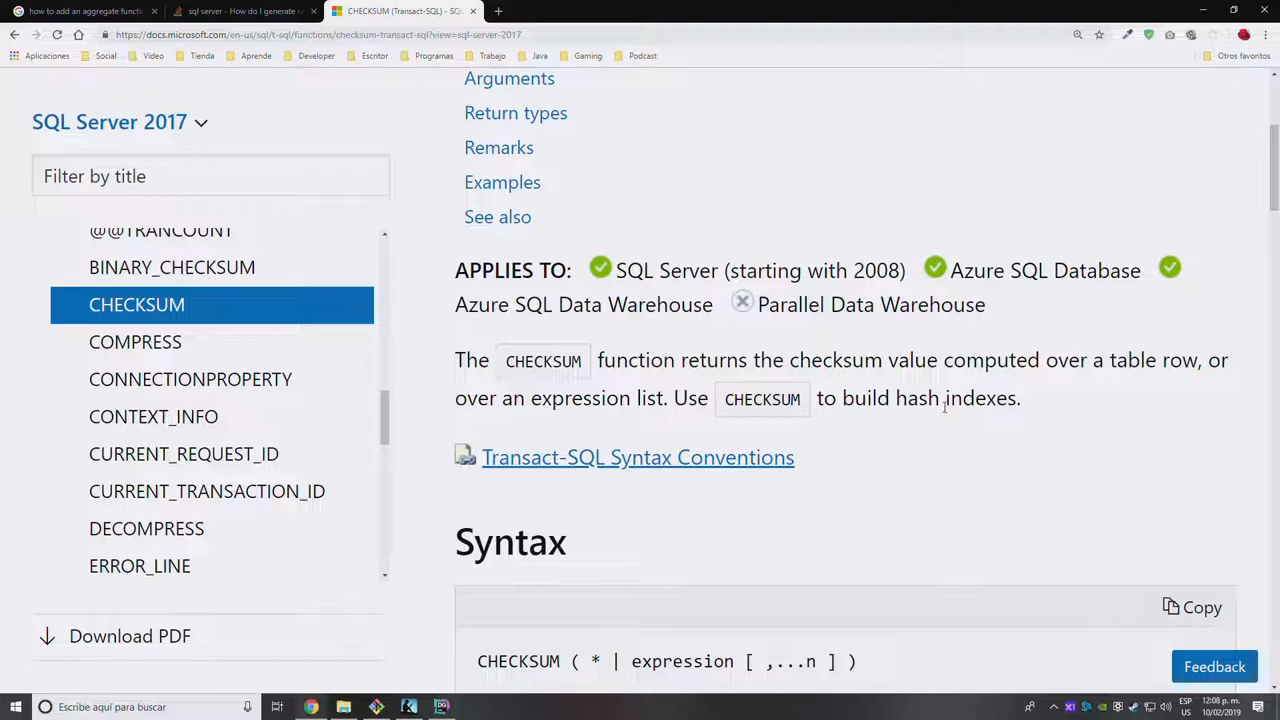 how to add an aggregate functi
sql server - How do I generate ra
CHECKSUM (Transact-SQL) - SQ
https://docs.microsoft.com/en-us/sql/t-sql/functions/checksum-transact-sql?view=sql-server-2017
Aplicaciones
Social
Video
Tienda
Aprende
Developer
Escritor
Programas
Trabajo
Java
Gaming
Podcast
Otros favoritos
SQL Server 2017
Filter by title
@@TRANCOUNT
BINARY_CHECKSUM
CHECKSUM
COMPRESS
CONNECTIONPROPERTY
CONTEXT_INFO
CURRENT_REQUEST_ID
CURRENT_TRANSACTION_ID
DECOMPRESS
ERROR_LINE
Download PDF
Arguments
Return types
Remarks
Examples
See also
APPLIES TO: SQL Server (starting with 2008) Azure SQL Database
Azure SQL Data Warehouse Parallel Data Warehouse
The CHECKSUM function returns the checksum value computed over a table row, or
over an expression list. Use CHECKSUM to build hash indexes.
Transact-SQL Syntax Conventions
Syntax
Copy
CHECKSUM ( * | expression [ ,...n ] )
Feedback
Escribe aquí para buscar
ESP
US
12:08 p. m.
10/02/2019